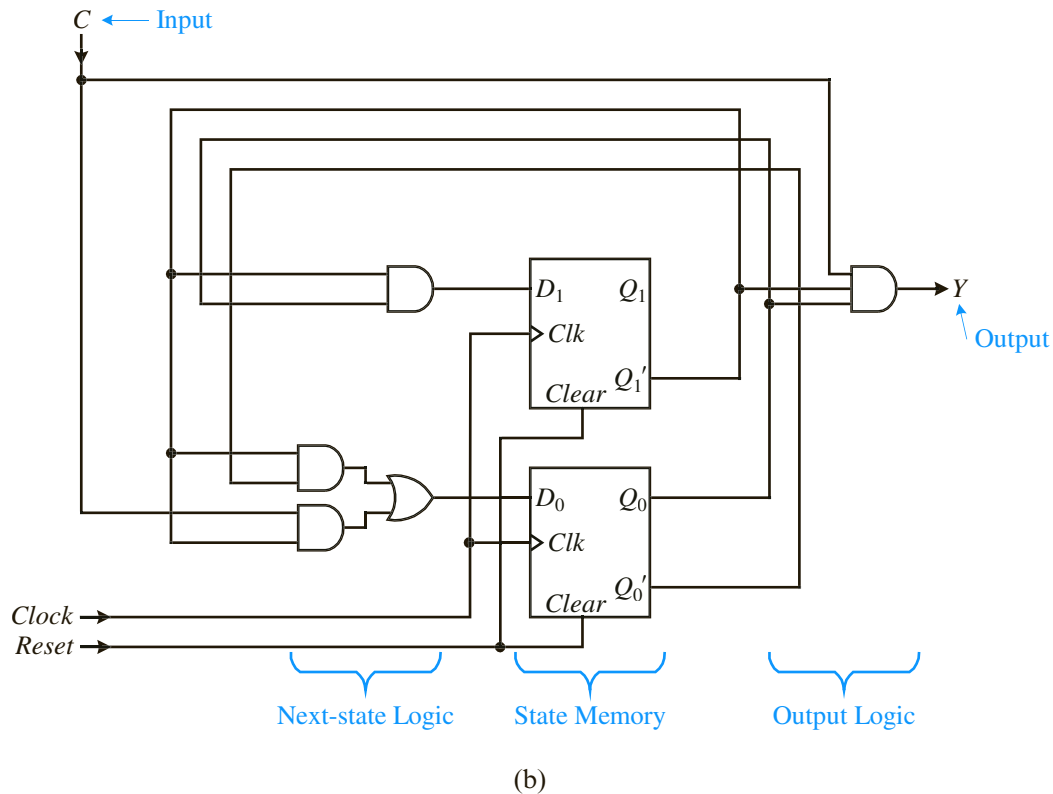 C Input
D₁ Q₁
Clk
Q₁′
Clear
Y
Output
D₀ Q₀
Clk
Q₀′
Clear
Clock
Reset
Next-state Logic State Memory Output Logic
(b)